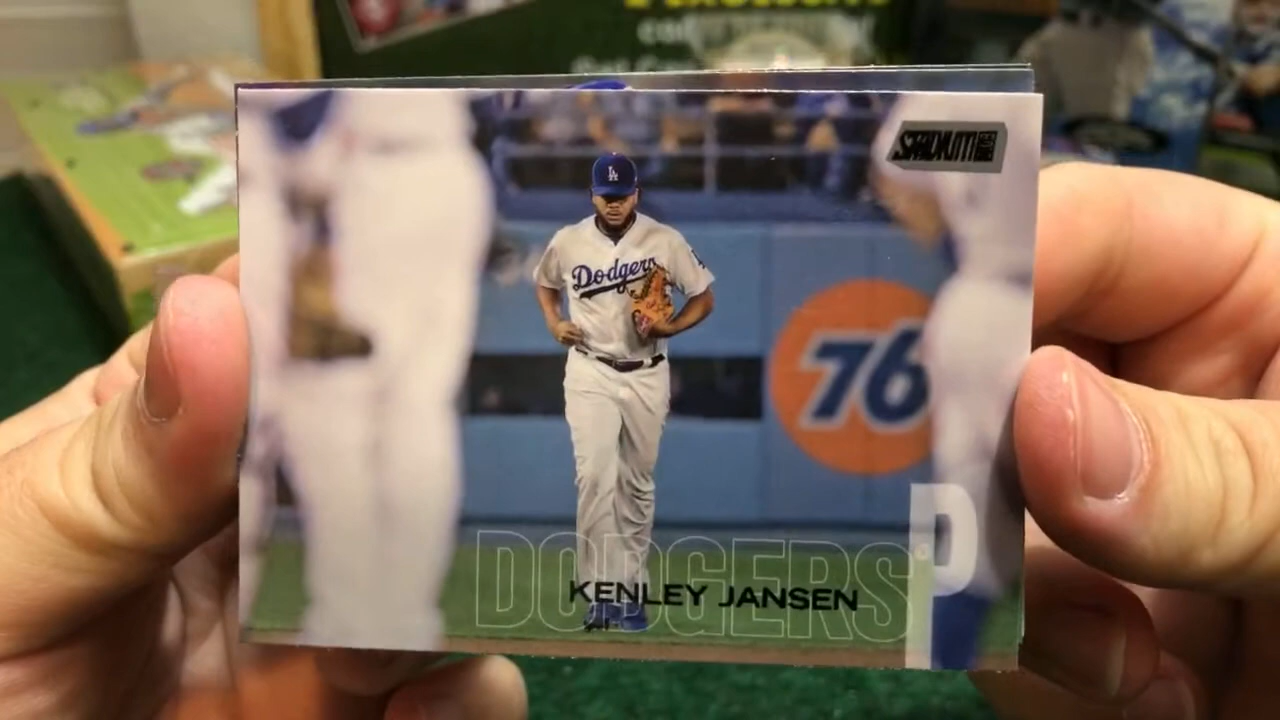 STADIUM CLUB
LA
Dodgers
76
P
DODGERS
KENLEY JANSEN